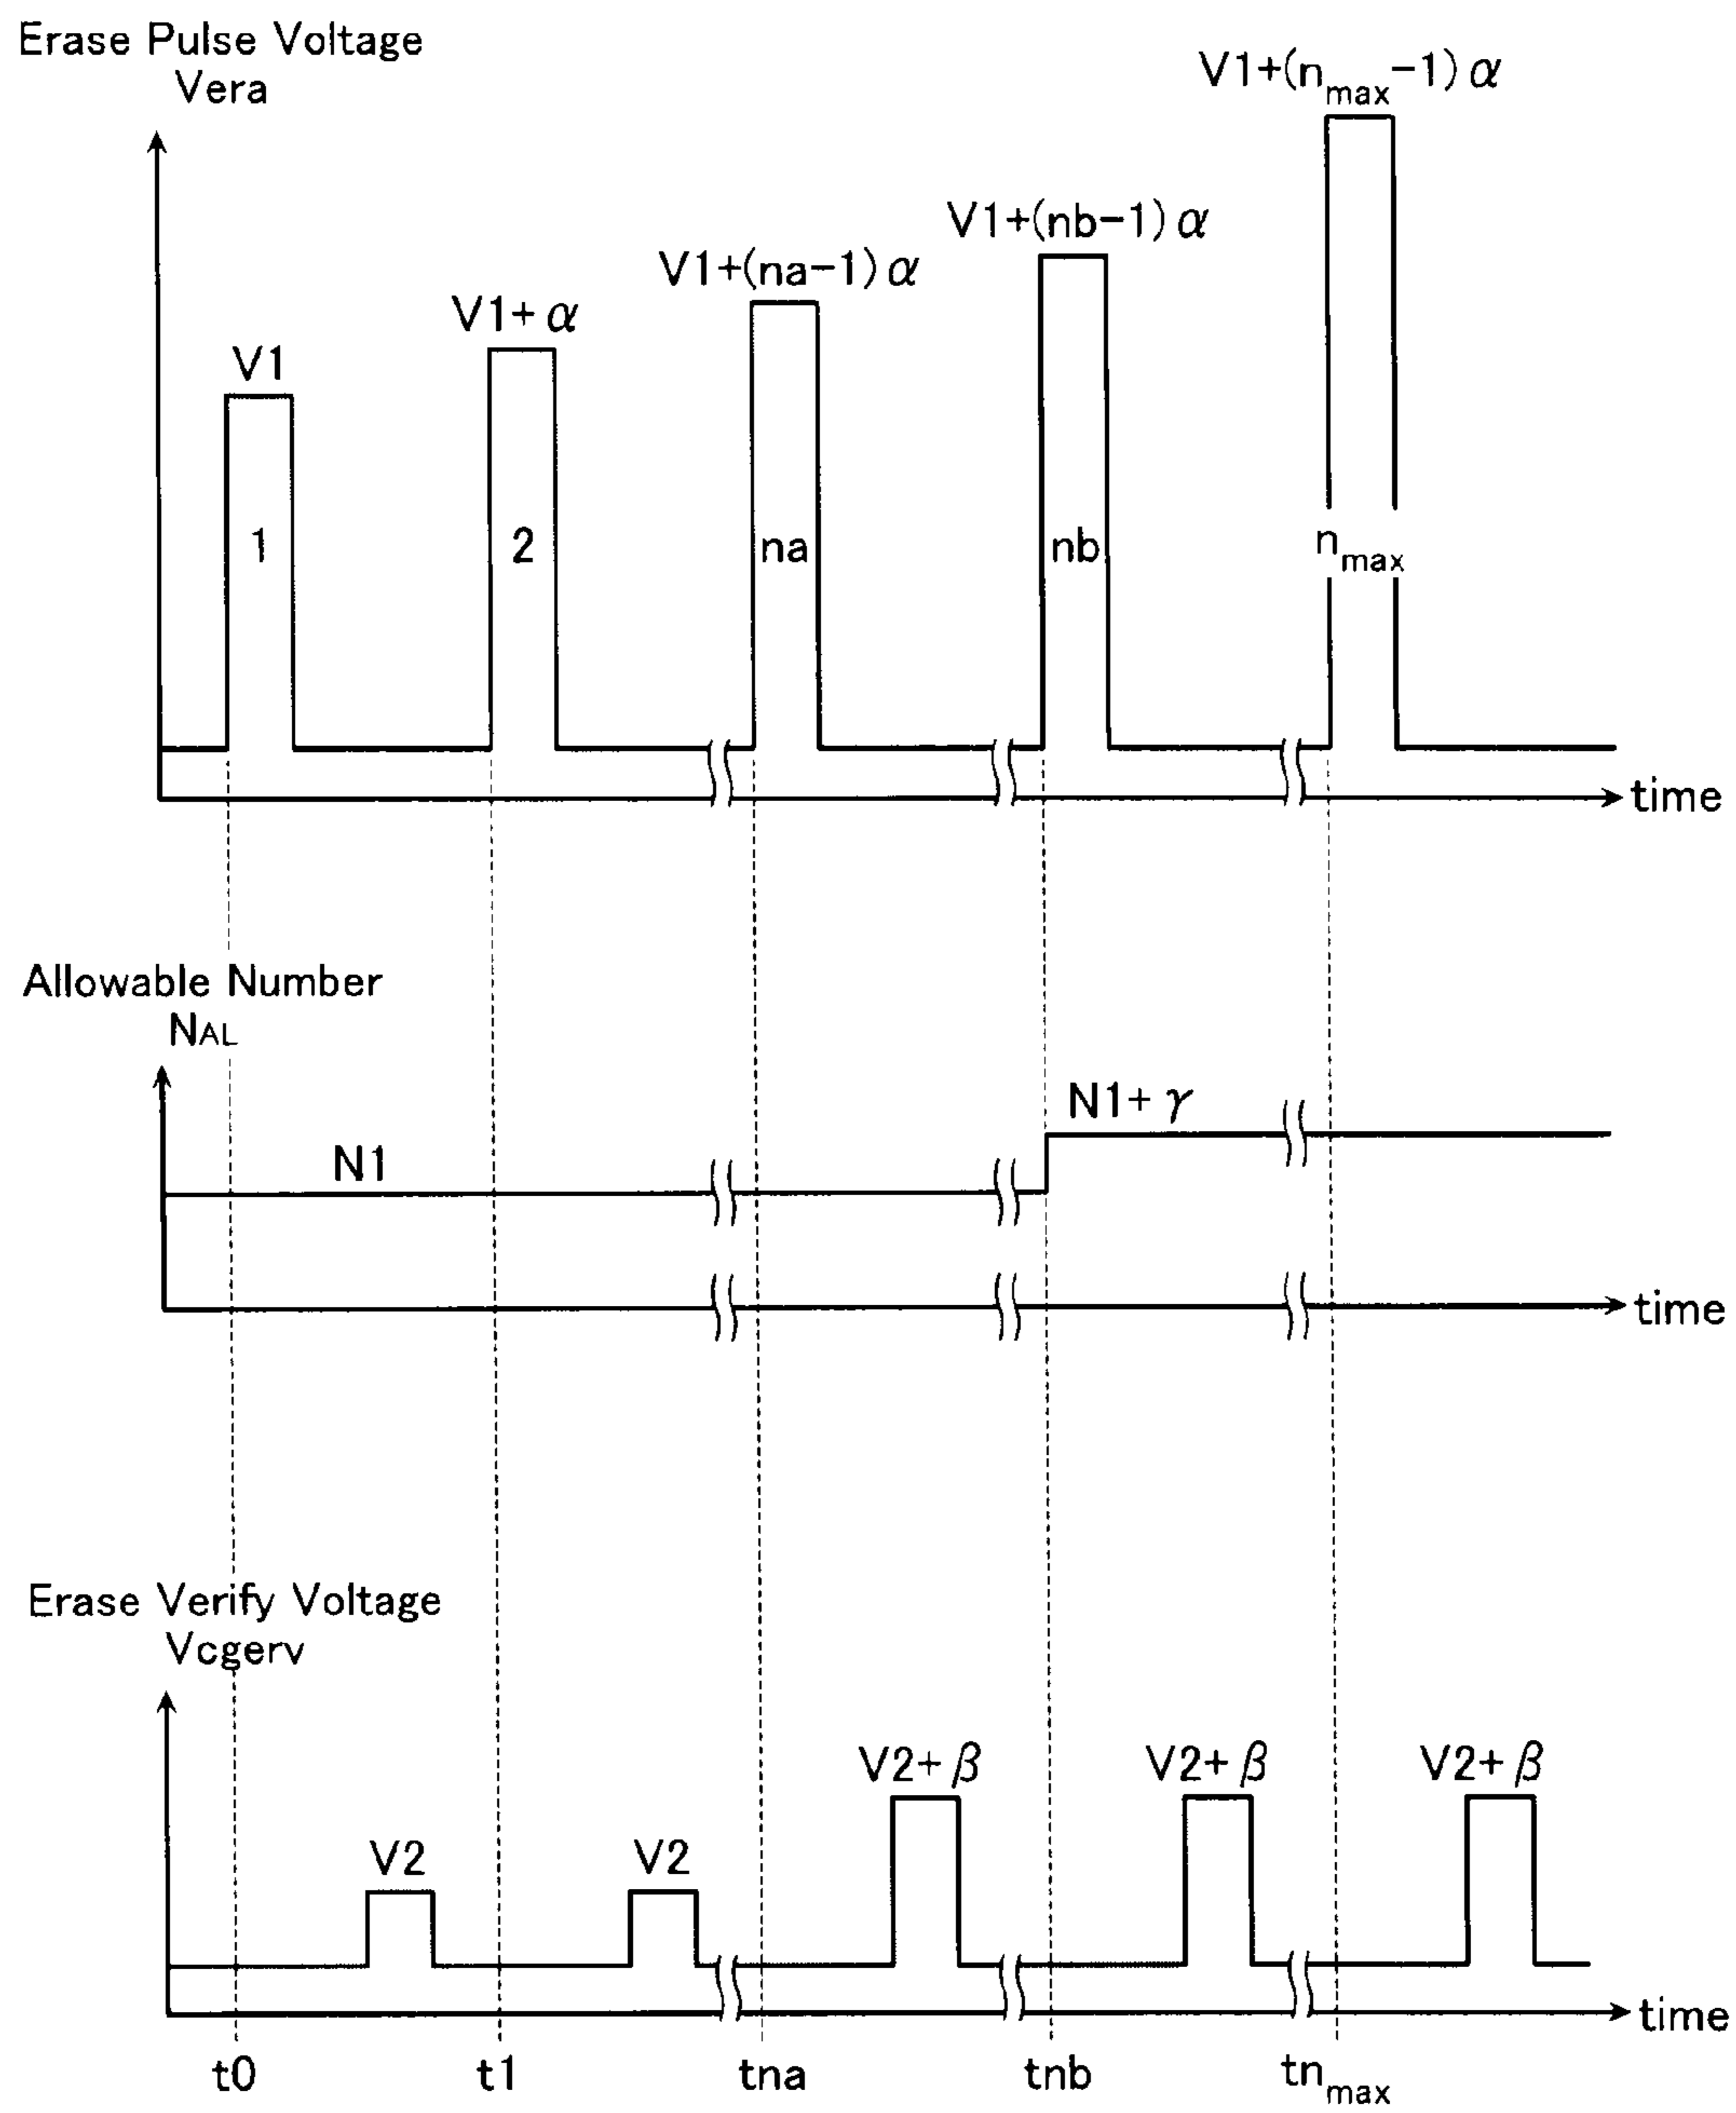 Erase Pulse Voltage
Vera
V1+(nmax-1)α
V1+(nb-1)α
V1+(na-1)α
V1+α
V1
1
2
na
nb
nmax
time
Allowable Number
NAL
N1+γ
N1
time
Erase Verify Voltage
Vcgerv
V2+β
V2+β
V2+β
V2
V2
time
t0
t1
tna
tnb
tnmax